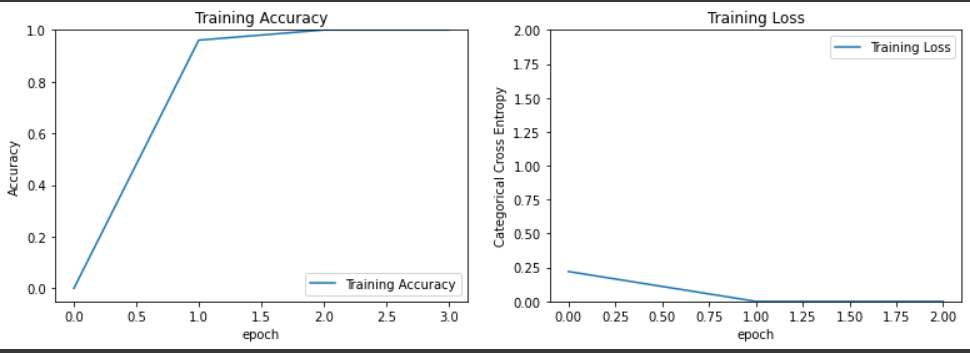 Training Accuracy
1.0
0.8
0.6
0.4
0.2
0.0
Accuracy
Training Accuracy
0.0 0.5 1.0 1.5 2.0 2.5 3.0
epoch
Training Loss
2.00
1.75
1.50
1.25
1.00
0.75
0.50
0.25
0.00
Categorical Cross Entropy
Training Loss
0.00 0.25 0.50 0.75 1.00 1.25 1.50 1.75 2.00
epoch